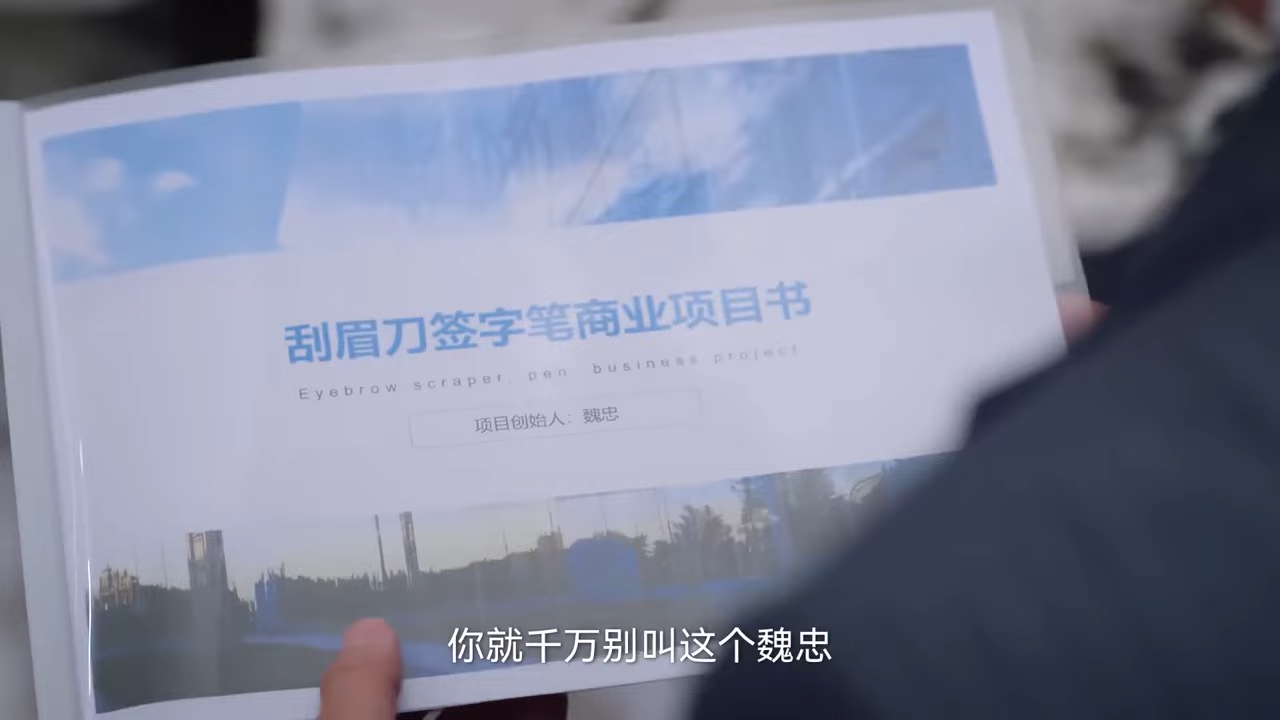 刮眉刀签字笔商业项目书
Eyebrow scraper, pen business project
项目创始人：魏忠
你就千万别叫这个魏忠